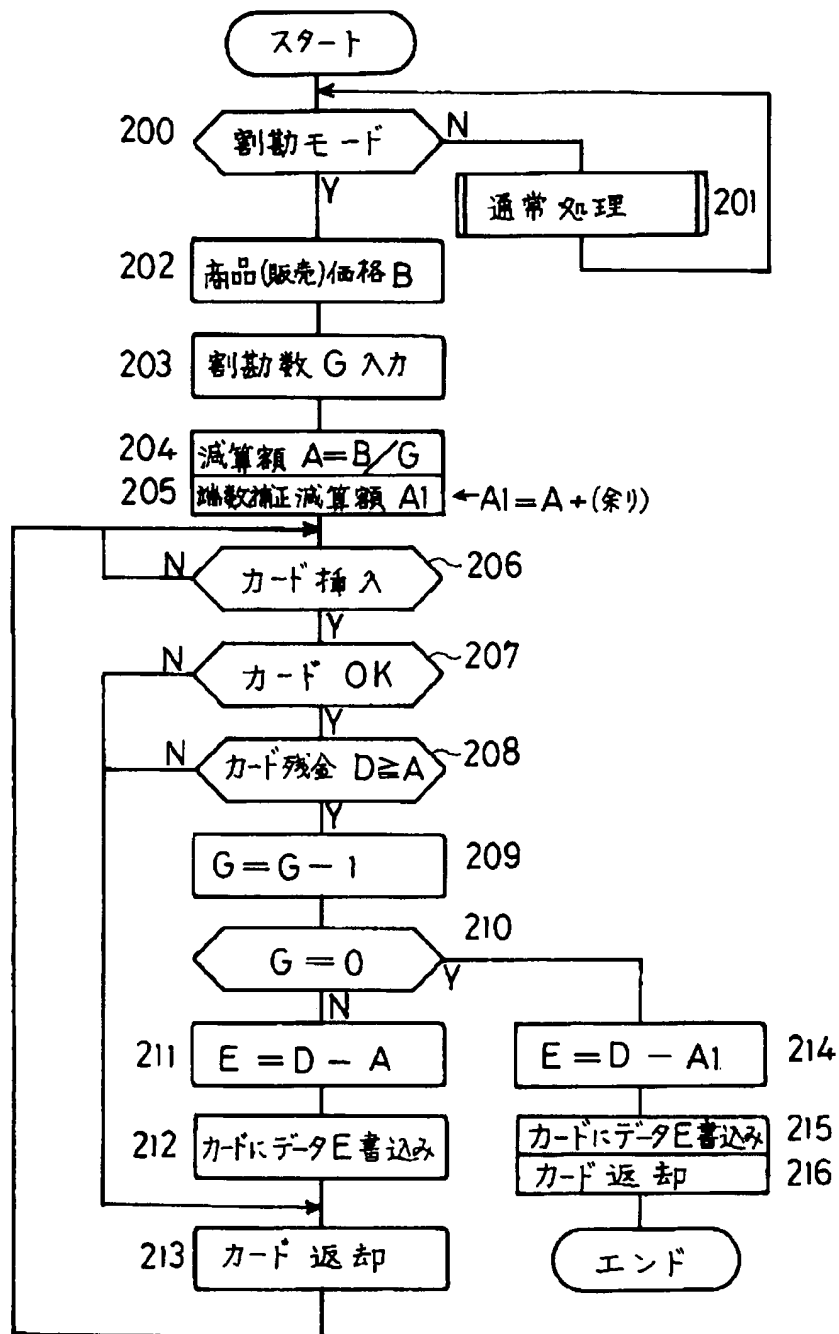 スタート
200
割勘モード
N
Y
通常処理
201
202
商品(販売)価格 B
203
割勘数 G 入力
204
減算額 A=B/G
205
端数補正減算額 A1
←A1=A+(余り)
N
カード挿入
206
Y
N
カード OK
207
Y
N
カード残金 D≧A
208
Y
G=G-1
209
210
G=0
Y
N
211
E=D-A
E=D-A1
214
212
カードにデータE書込み
カードにデータE書込み
215
カード返却
216
213
カード返却
エンド